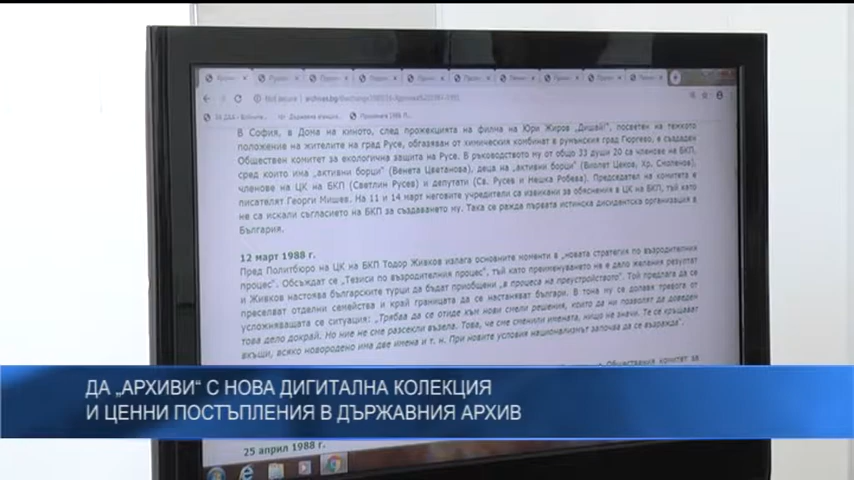 Not secure
В София, в Дома на киното, след прожекцията на филма на Юри Жиров „Дишай!", посветен на тежкото
положение на жителите на град Русе, обгазяван от химическия комбинат в румънския град Гюргево, е създаден
Обществен комитет за екологична защита на Русе. В ръководството му от общо 33 души 20 са членове на БКП,
сред които има „активни борци" (Венета Цветанова), деца на „активни борци" (Виолет Цеков, Хр. Смоленов),
членове на ЦК на БКП (Светлин Русев) и депутати (Св. Русев и Нешка Робева). Председател на комитета е
писателят Георги Мишев. На 11 и 14 март неговите учредители са извикани за обяснения в ЦК на БКП, тъй като
не са искали съгласието на БКП за създаването му. Така се ражда първата истинска дисидентска организация в
България.
12 март 1988 г.
Пред Политбюро на ЦК на БКП Тодор Живков излага основните моменти в „новата стратегия по възродителния
процес". Обсъждат се „Тезиси по възродителния процес", тъй като преименуването не е дало желания резултат
и Живков настоява българските турци да бъдат приобщени „в процеса на преустройството". Той предлага да се
преселват отделни семейства и край границата да се настаняват българи. В тона му се долавя тревога от
усложняващата се ситуация: „Трябва да се отиде към нови смели решения, които да ни позволят да доведем
това дело докрай. Но ние не сме разсекли възела. Това, че сме сменили имената, нищо не значи. Те се кръщават
вкъщи, всяко новородено има две имена и т. н. При новите условия национализмът започва да се възражда".
Обществения комитет за
ДА „АРХИВИ“ С НОВА ДИГИТАЛНА КОЛЕКЦИЯ
И ЦЕННИ ПОСТЪПЛЕНИЯ В ДЪРЖАВНИЯ АРХИВ
25 април 1988 г.